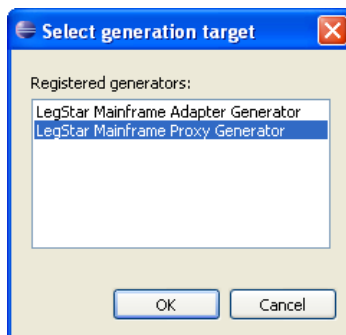 Select generation target
Registered generators:
LegStar Mainframe Adapter Generator
LegStar Mainframe Proxy Generator
OK Cancel